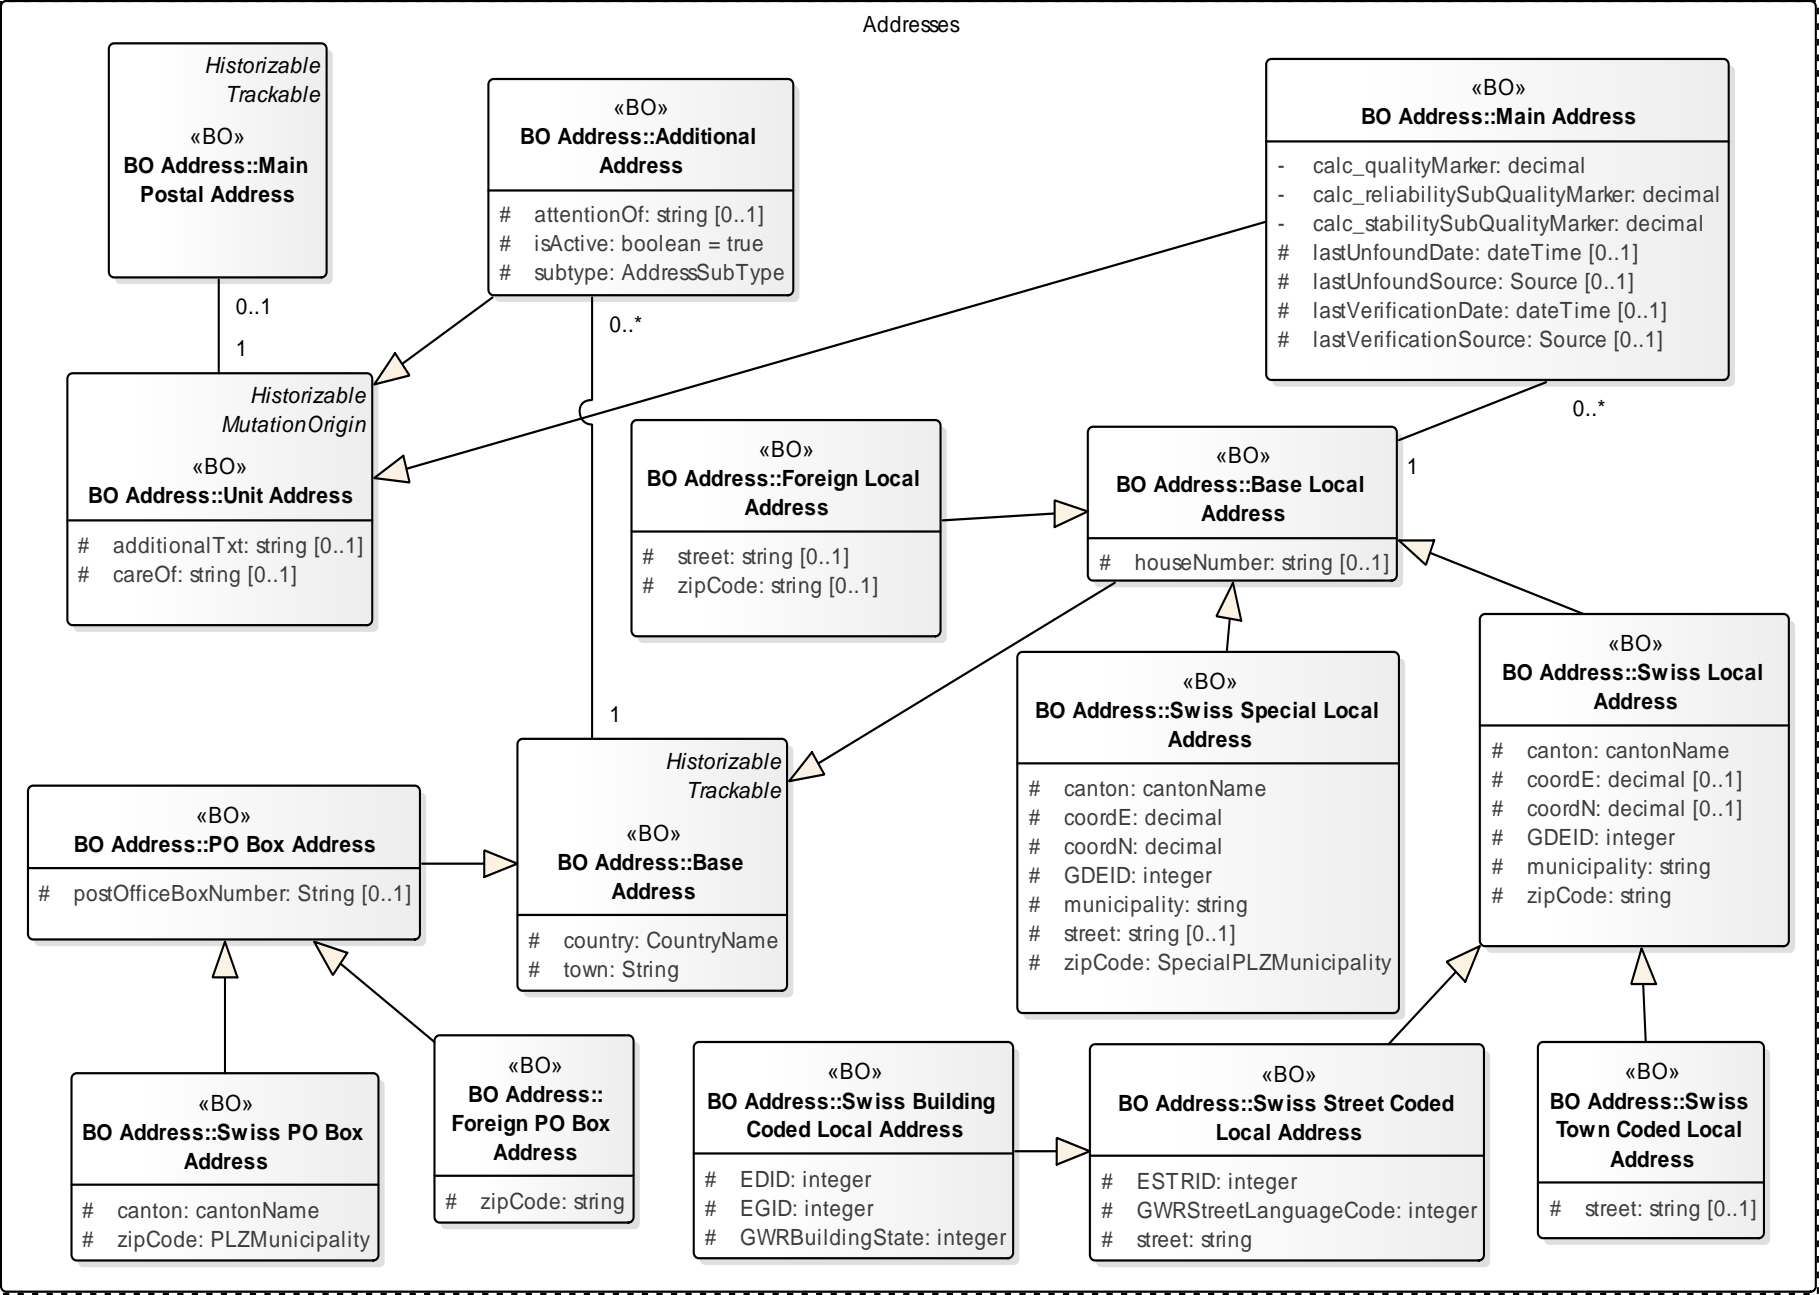 Addresses
Historizable
Trackable
«BO»
BO Address::Main
Postal Address
0..1
1
«BO»
BO Address::Additional
Address
# attentionOf: string [0..1]
# isActive: boolean = true
# subtype: AddressSubType
0..*
1
«BO»
BO Address::Main Address
- calc_qualityMarker: decimal
- calc_reliabilitySubQualityMarker: decimal
- calc_stabilitySubQualityMarker: decimal
# lastUnfoundDate: dateTime [0..1]
# lastUnfoundSource: Source [0..1]
# lastVerificationDate: dateTime [0..1]
# lastVerificationSource: Source [0..1]
0..*
1
Historizable
MutationOrigin
«BO»
BO Address::Unit Address
# additionalTxt: string [0..1]
# careOf: string [0..1]
«BO»
BO Address::Foreign Local
Address
# street: string [0..1]
# zipCode: string [0..1]
«BO»
BO Address::Base Local
Address
# houseNumber: string [0..1]
«BO»
BO Address::Swiss Special Local
Address
# canton: cantonName
# coordE: decimal
# coordN: decimal
# GDEID: integer
# municipality: string
# street: string [0..1]
# zipCode: SpecialPLZMunicipality
«BO»
BO Address::Swiss Local
Address
# canton: cantonName
# coordE: decimal [0..1]
# coordN: decimal [0..1]
# GDEID: integer
# municipality: string
# zipCode: string
«BO»
BO Address::PO Box Address
# postOfficeBoxNumber: String [0..1]
Historizable
Trackable
«BO»
BO Address::Base
Address
# country: CountryName
# town: String
«BO»
BO Address::Swiss PO Box
Address
# canton: cantonName
# zipCode: PLZMunicipality
«BO»
BO Address::
Foreign PO Box
Address
# zipCode: string
«BO»
BO Address::Swiss Building
Coded Local Address
# EDID: integer
# EGID: integer
# GWRBuildingState: integer
«BO»
BO Address::Swiss Street Coded
Local Address
# ESTRID: integer
# GWRStreetLanguageCode: integer
# street: string
«BO»
BO Address::Swiss
Town Coded Local
Address
# street: string [0..1]